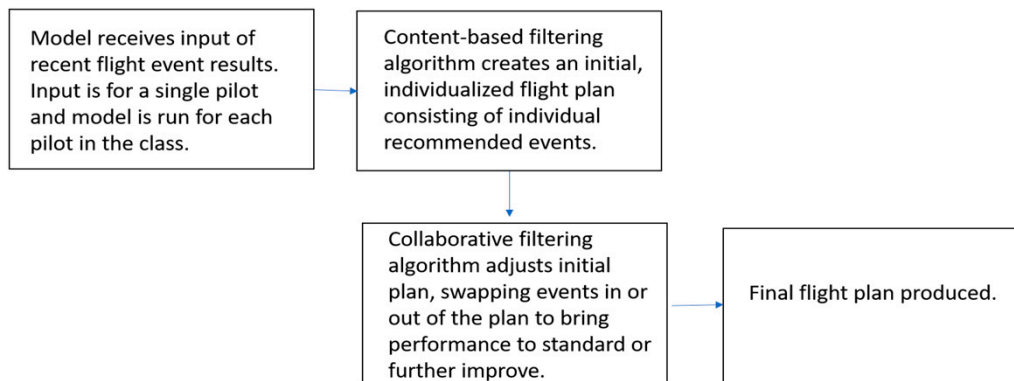 Model receives input of
recent flight event results.
Input is for a single pilot
and model is run for each
pilot in the class.
Content-based filtering
algorithm creates an initial,
individualized flight plan
consisting of individual
recommended events.
Collaborative filtering
algorithm adjusts initial
plan, swapping events in or
out of the plan to bring
performance to standard or
further improve.
Final flight plan produced.